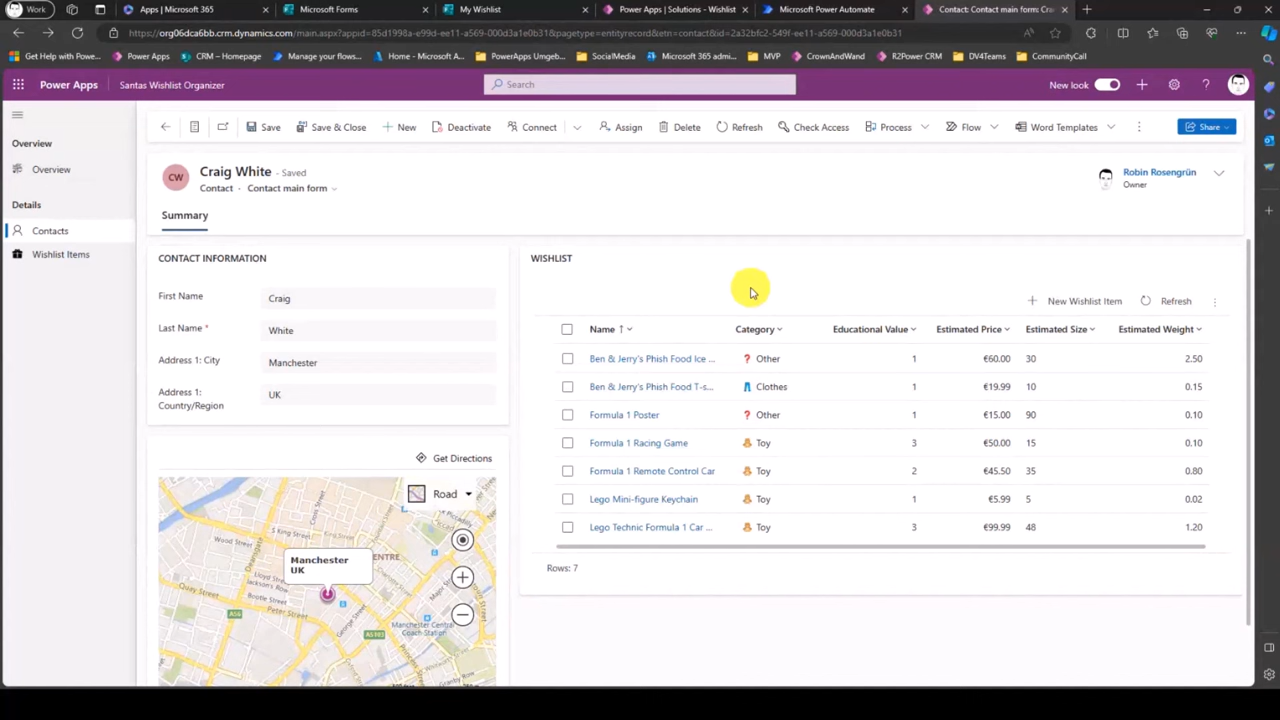 Work
Apps | Microsoft 365
Microsoft Forms
My Wishlist
Power Apps | Solutions - Wishlist
Microsoft Power Automate
Contact: Contact main form: Cra
https://org06dca6bb.crm.dynamics.com/main.aspx?appid=85d1998a-e99d-ee11-a569-000d3a1e0b31&pagetype=entityrecord&etn=contact&id=2a32bfc2-549f-ee11-a569-000d3a1e0b31
Get Help with Pow...
Power Apps
CRM – Homepage
Manage your flows...
Home - Microsoft A...
PowerApps Umgeb...
SocialMedia
Microsoft 365 admi...
MVP
CrownAndWand
R2Power CRM
DV4Teams
CommunityCall
Power Apps
Santas Wishlist Organizer
Search
New look
Save
Save & Close
New
Deactivate
Connect
Assign
Delete
Refresh
Check Access
Process
Flow
Word Templates
Share
Overview
Overview
Details
Contacts
Wishlist Items
CW
Craig White - Saved
Contact · Contact main form
Robin Rosengrün
Owner
Summary
CONTACT INFORMATION
First Name Craig
Last Name * White
Address 1: City Manchester
Address 1: Country/Region UK
Get Directions
Road
Manchester
UK
WISHLIST
New Wishlist Item
Refresh
Name ↑ Category Educational Value Estimated Price Estimated Size Estimated Weight
Ben & Jerry's Phish Food Ice ... Other 1 €60.00 30 2.50
Ben & Jerry's Phish Food T-s... Clothes 1 €19.99 10 0.15
Formula 1 Poster Other 1 €15.00 90 0.10
Formula 1 Racing Game Toy 3 €50.00 15 0.10
Formula 1 Remote Control Car Toy 2 €45.50 35 0.80
Lego Mini-figure Keychain Toy 1 €5.99 5 0.02
Lego Technic Formula 1 Car ... Toy 3 €99.99 48 1.20
Rows: 7